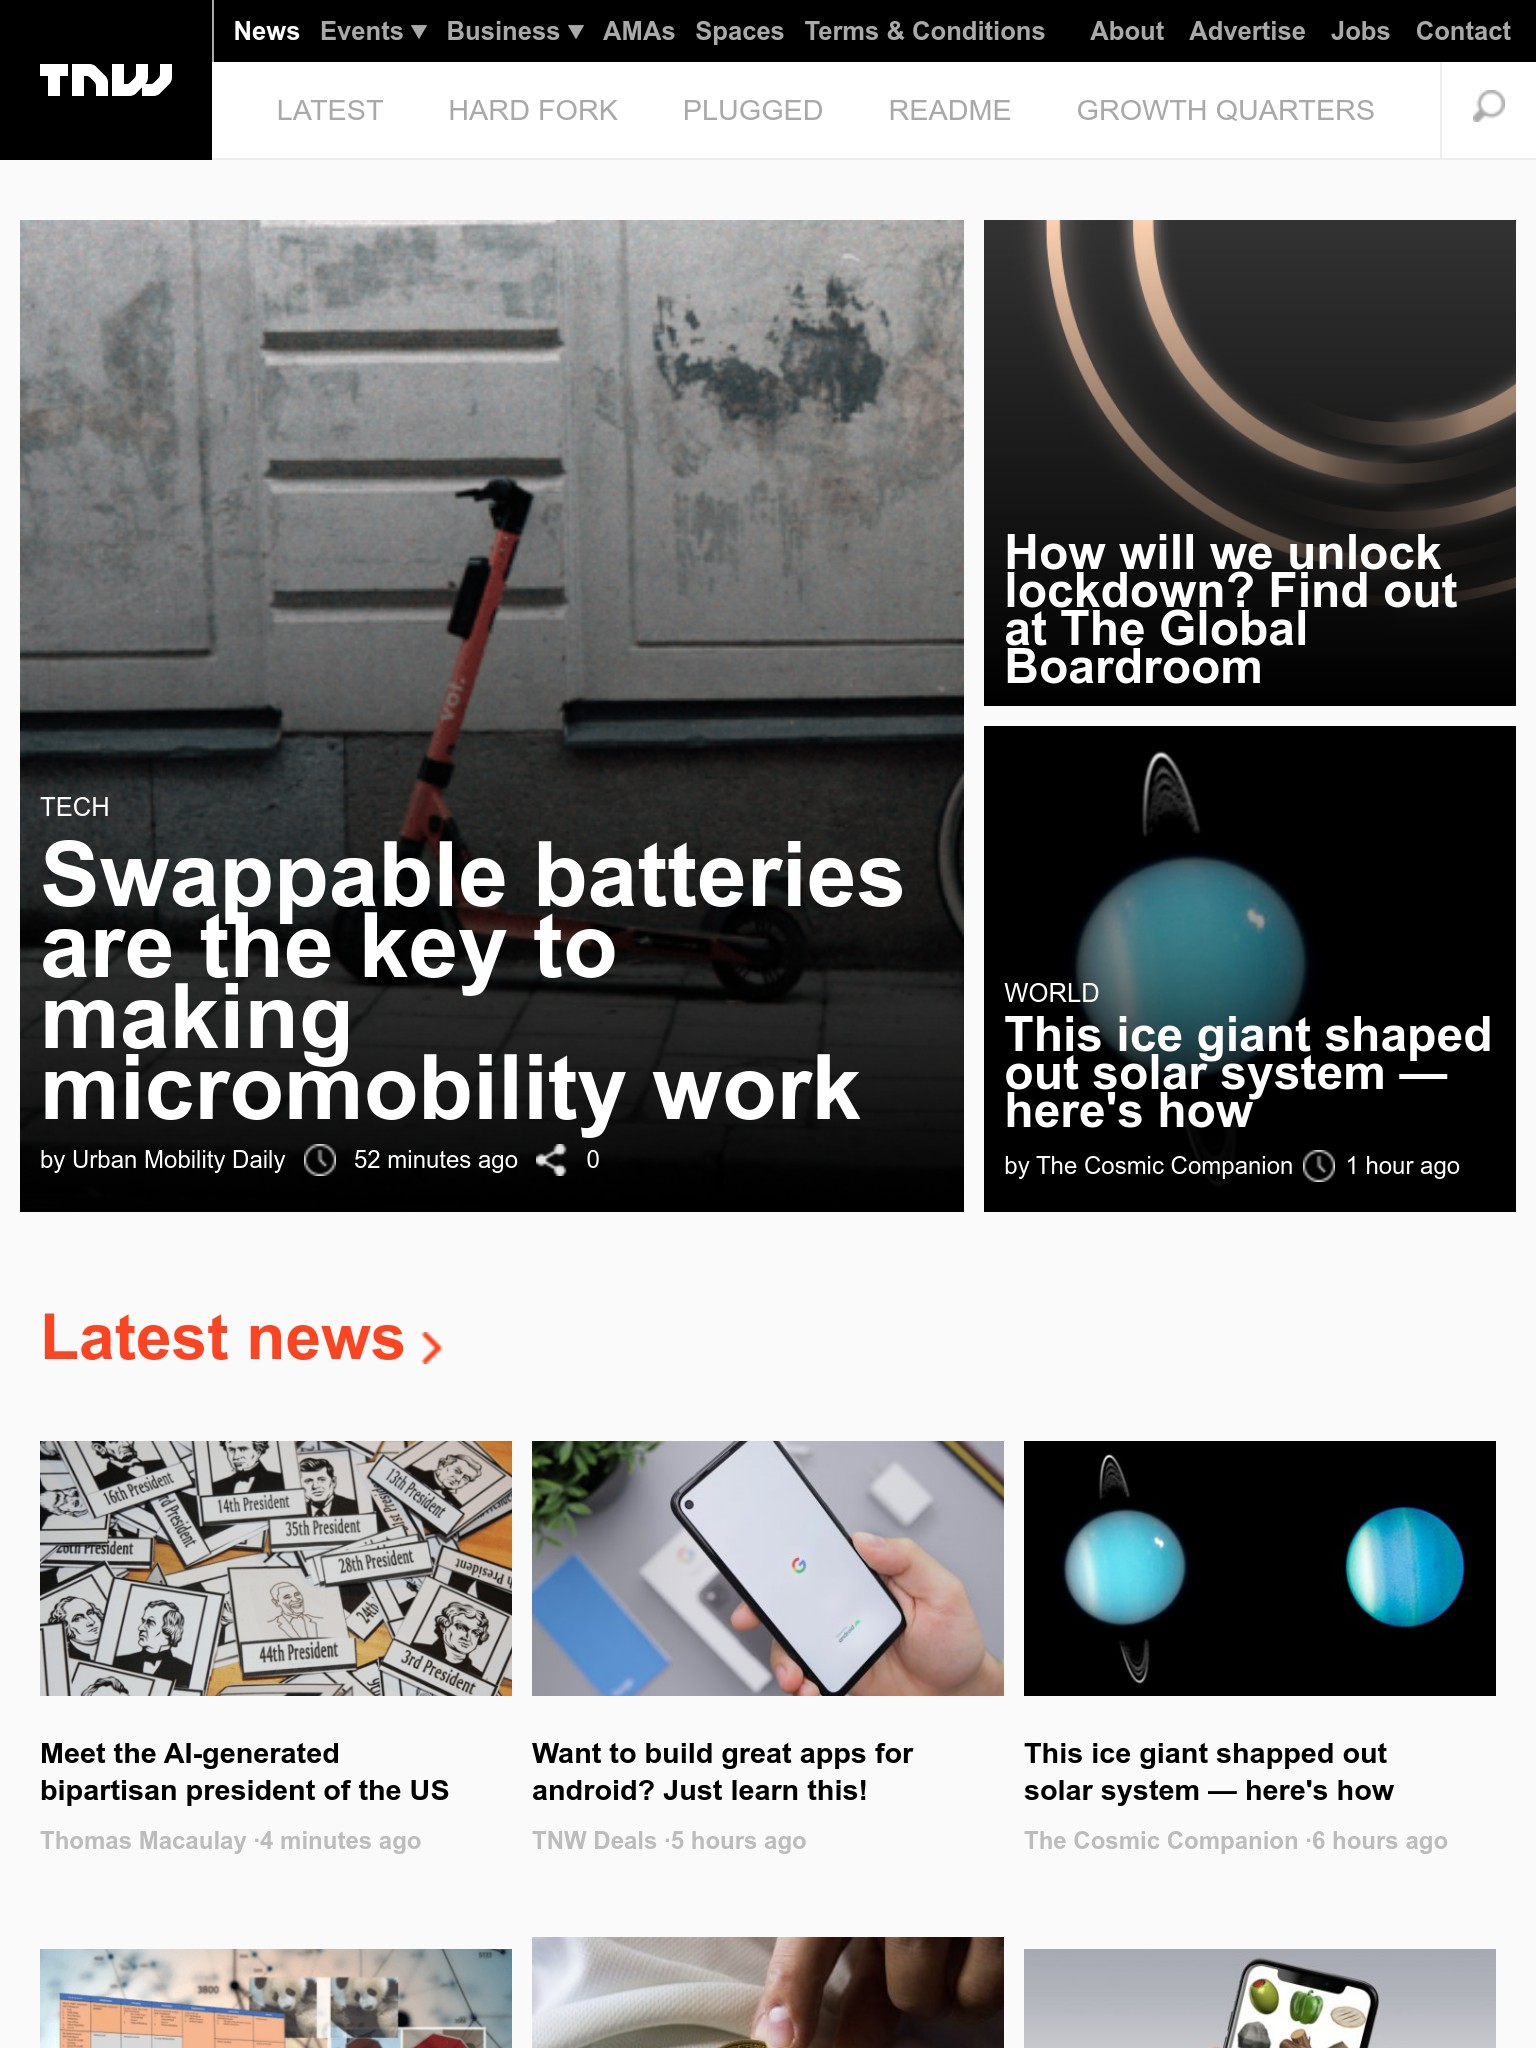 TNW
News Events Business AMAs Spaces Terms & Conditions About Advertise Jobs Contact
LATEST HARD FORK PLUGGED README GROWTH QUARTERS
voi.
TECH
Swappable batteries
are the key to
making
micromobility work
by Urban Mobility Daily 52 minutes ago 0
How will we unlock
lockdown? Find out
at The Global
Boardroom
WORLD
This ice giant shaped
out solar system —
here's how
by The Cosmic Companion 1 hour ago
Latest news
16th President
14th President
13th President
35th President
28th President
44th President
24th
3rd President
G
android
Meet the AI-generated
bipartisan president of the US
Thomas Macaulay ·4 minutes ago
Want to build great apps for
android? Just learn this!
TNW Deals ·5 hours ago
This ice giant shapped out
solar system — here's how
The Cosmic Companion ·6 hours ago
3800